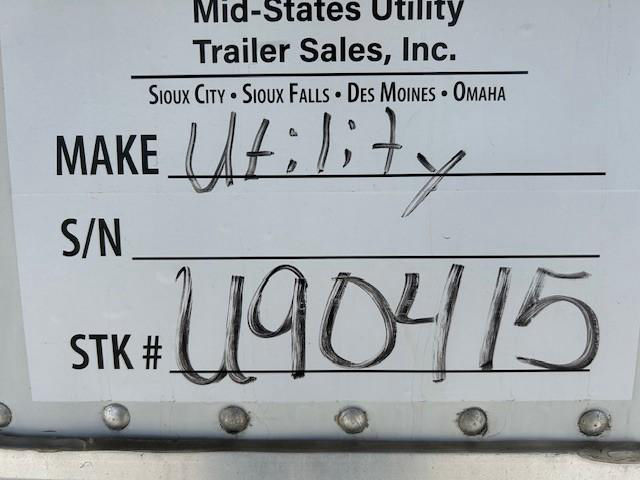 Mid-States Utility
Trailer Sales, Inc.
Sioux City • Sioux Falls • Des Moines • Omaha
MAKE Utility
S/N
STK # U90415